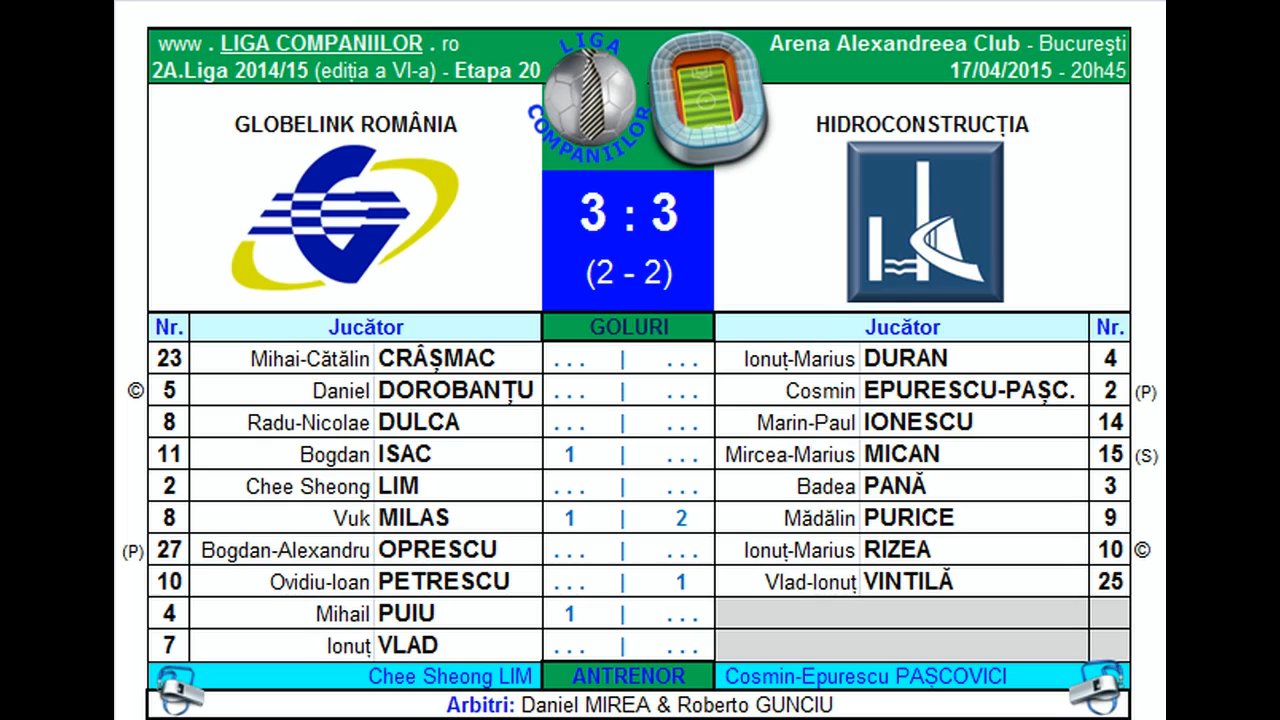 www . LIGA COMPANIILOR . ro
2A.Liga 2014/15 (ediția a VI-a) - Etapa 20
LIGA
COMPANIILOR
Arena Alexandreea Club - Bucureşti
17/04/2015 - 20h45
GLOBELINK ROMÂNIA
HIDROCONSTRUCȚIA
3 : 3
(2 - 2)
Nr. Jucător GOLURI Jucător Nr.
23 Mihai-Cătălin CRÂȘMAC ... | ... Ionuț-Marius DURAN 4
© 5 Daniel DOROBANȚU ... | ... Cosmin EPURESCU-PAȘC. 2 (P)
8 Radu-Nicolae DULCA ... | ... Marin-Paul IONESCU 14
11 Bogdan ISAC 1 | ... Mircea-Marius MICAN 15 (S)
2 Chee Sheong LIM ... | ... Badea PANĂ 3
8 Vuk MILAS 1 | 2 Mădălin PURICE 9
(P) 27 Bogdan-Alexandru OPRESCU ... | ... Ionuț-Marius RIZEA 10 ©
10 Ovidiu-Ioan PETRESCU ... | 1 Vlad-Ionuț VINTILĂ 25
4 Mihail PUIU 1 | ...
7 Ionuț VLAD ... | ...
Chee Sheong LIM ANTRENOR Cosmin-Epurescu PAȘCOVICI
Arbitri: Daniel MIREA & Roberto GUNCIU